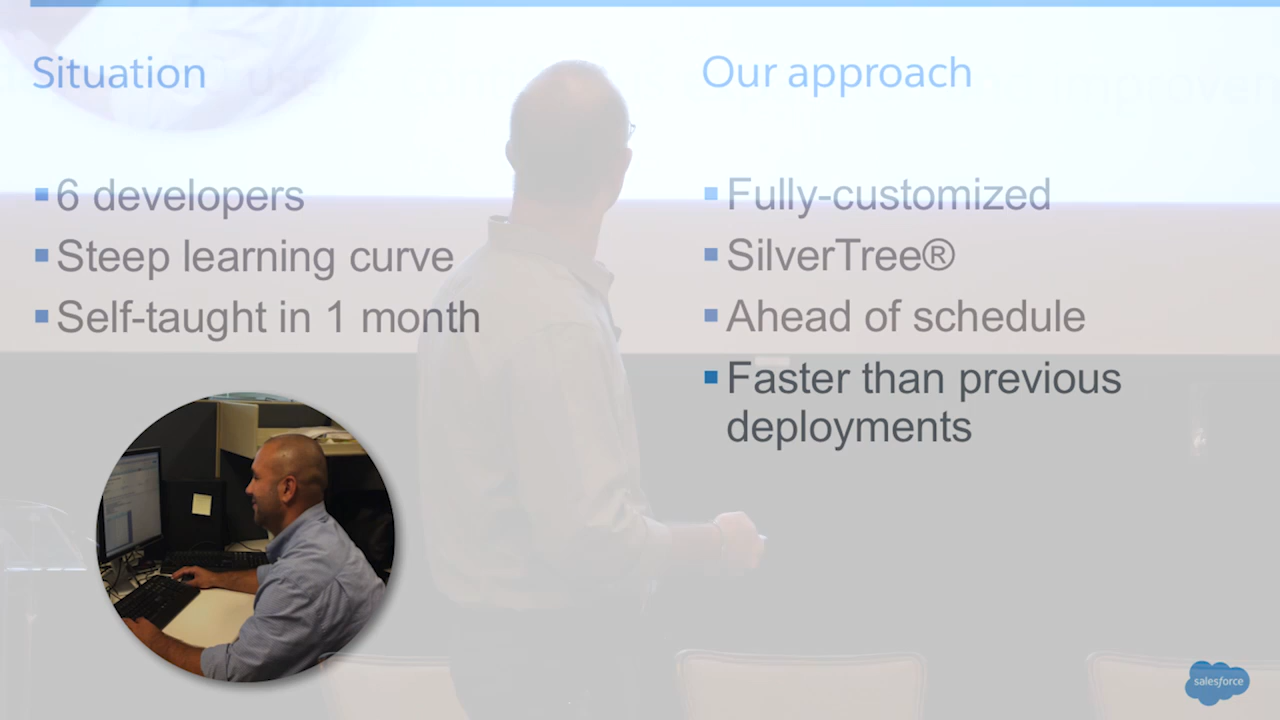 Situation
6 developers
Steep learning curve
Self-taught in 1 month
Our approach
Fully-customized
SilverTree®
Ahead of schedule
Faster than previous
deployments
salesforce